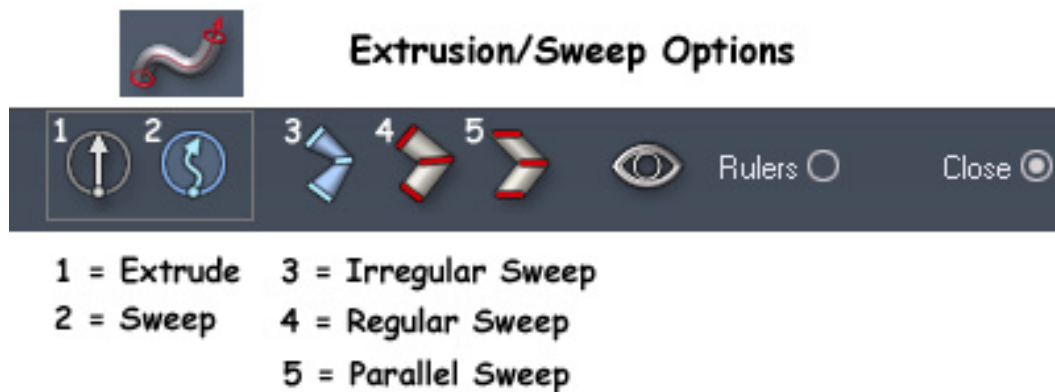 Extrusion/Sweep Options
1 2 3 4 5 Rulers Close
1 = Extrude 3 = Irregular Sweep
2 = Sweep 4 = Regular Sweep
5 = Parallel Sweep